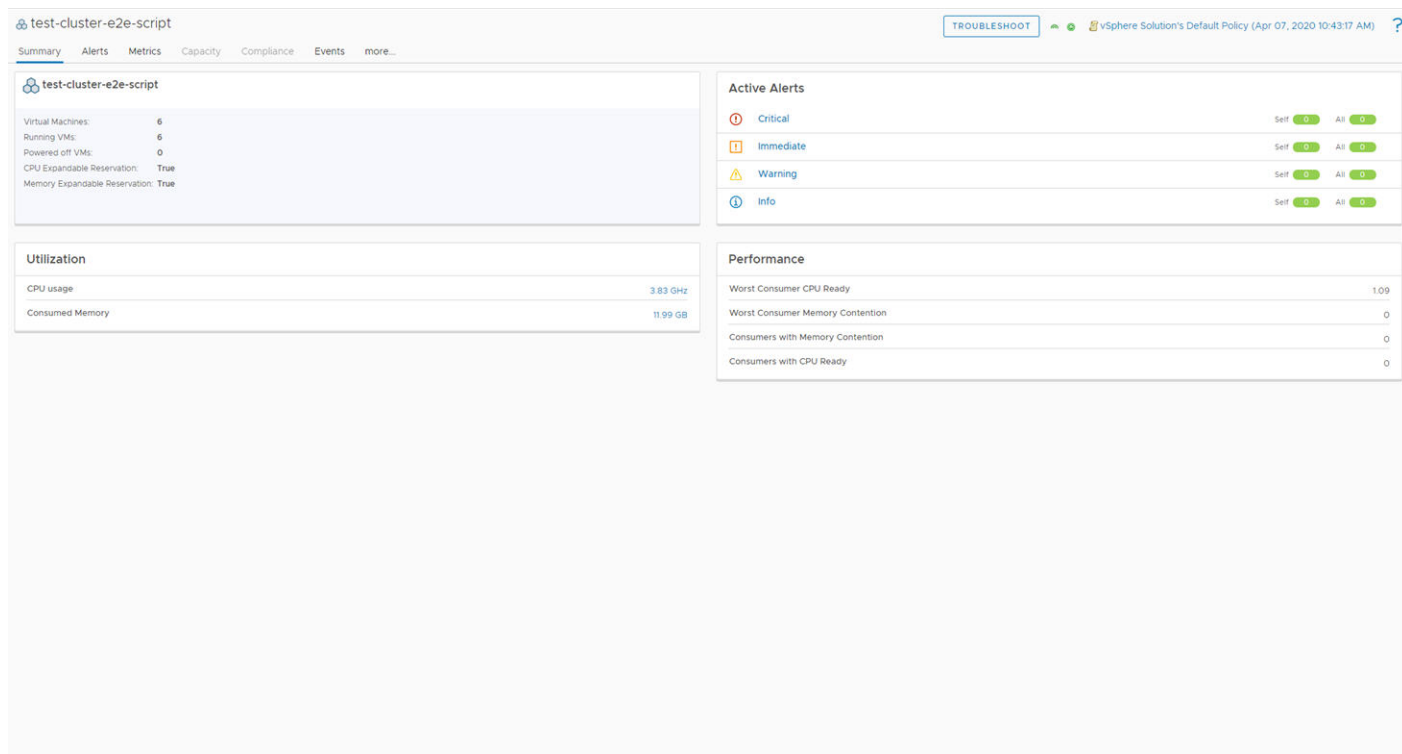 test-cluster-e2e-script
TROUBLESHOOT
vSphere Solution's Default Policy (Apr 07, 2020 10:43:17 AM)
?
Summary Alerts Metrics Capacity Compliance Events more...
test-cluster-e2e-script
Virtual Machines: 6
Running VMs: 6
Powered off VMs: 0
CPU Expandable Reservation: True
Memory Expandable Reservation: True
Active Alerts
Critical Self 0 All 0
Immediate Self 0 All 0
Warning Self 0 All 0
Info Self 0 All 0
Utilization
CPU usage 3.83 GHz
Consumed Memory 11.99 GB
Performance
Worst Consumer CPU Ready 1.09
Worst Consumer Memory Contention 0
Consumers with Memory Contention 0
Consumers with CPU Ready 0